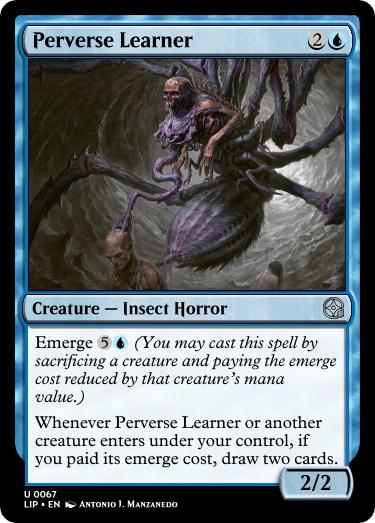 Perverse Learner 2
Creature — Insect Horror
Emerge 5 (You may cast this spell by
sacrificing a creature and paying the emerge
cost reduced by that creature's mana
value.)
Whenever Perverse Learner or another
creature enters under your control, if
you paid its emerge cost, draw two cards.
2/2
U 0067
LIP • EN Antonio J. Manzanedo